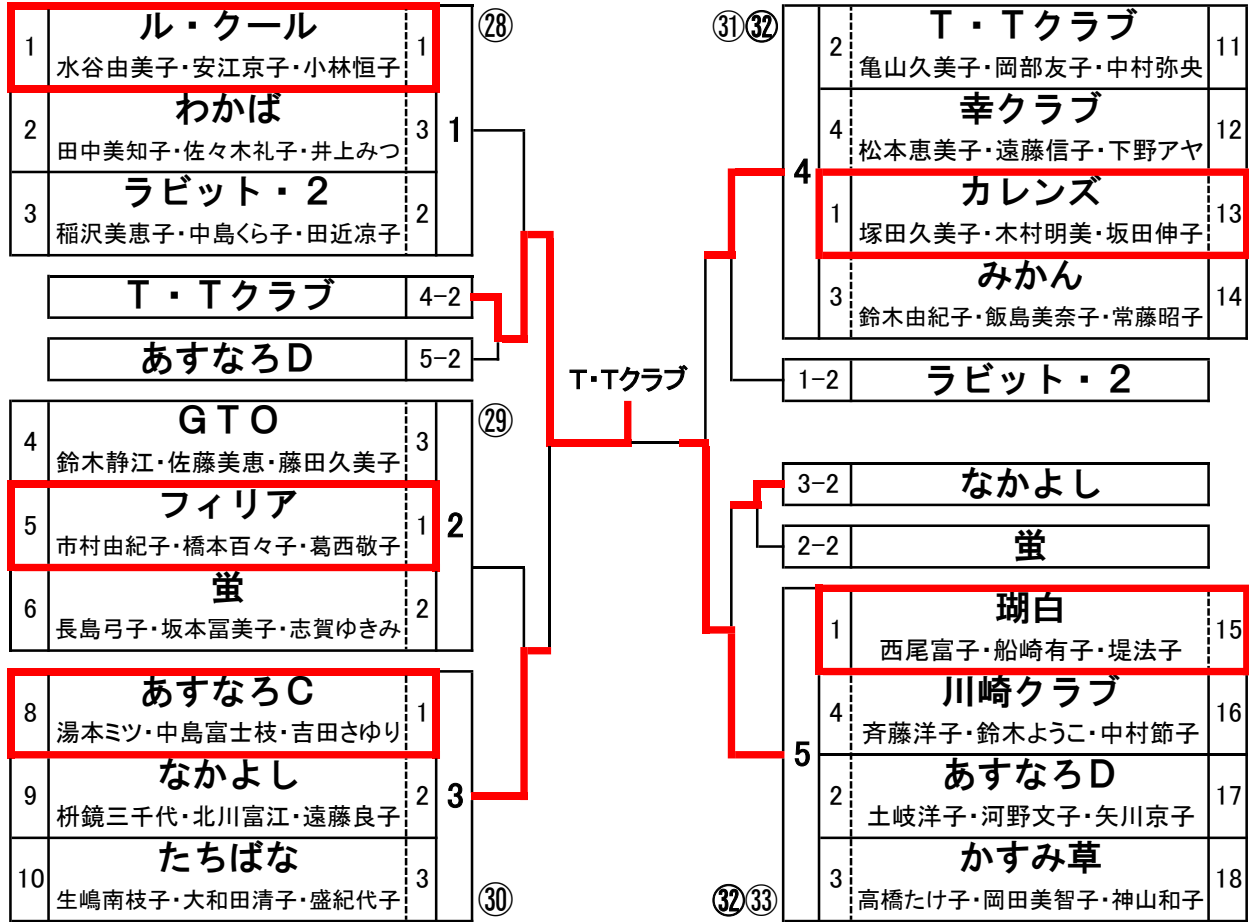 ル・クール
1 1 ㉘
水谷由美子・安江京子・小林恒子
わかば
2 3 1
田中美知子・佐々木礼子・井上みつ
ラビット・2
3 2
稲沢美恵子・中島くら子・田近凉子
T・Tクラブ 4-2
あすなろD 5-2
GTO
4 3 ㉙
鈴木静江・佐藤美恵・藤田久美子
フィリア
5 1 2
市村由紀子・橋本百々子・葛西敬子
蛍
6 2
長島弓子・坂本冨美子・志賀ゆきみ
あすなろC
8 1
湯本ミツ・中島富士枝・吉田さゆり
なかよし
9 2 3
枡鏡三千代・北川富江・遠藤良子
たちばな
10 3 ㉚
生嶋南枝子・大和田清子・盛紀代子
T・Tクラブ
㉛㉜
T・Tクラブ
2 11
亀山久美子・岡部友子・中村弥央
幸クラブ
4 12
松本恵美子・遠藤信子・下野アヤ
4
カレンズ
1 13
塚田久美子・木村明美・坂田伸子
みかん
3 14
鈴木由紀子・飯島美奈子・常藤昭子
1-2 ラビット・2
3-2 なかよし
2-2 蛍
瑚白
1 15
西尾富子・船崎有子・堤法子
川崎クラブ
4 16
斉藤洋子・鈴木ようこ・中村節子
5
あすなろD
2 17
土岐洋子・河野文子・矢川京子
かすみ草
3 18
高橋たけ子・岡田美智子・神山和子
㉜㉝